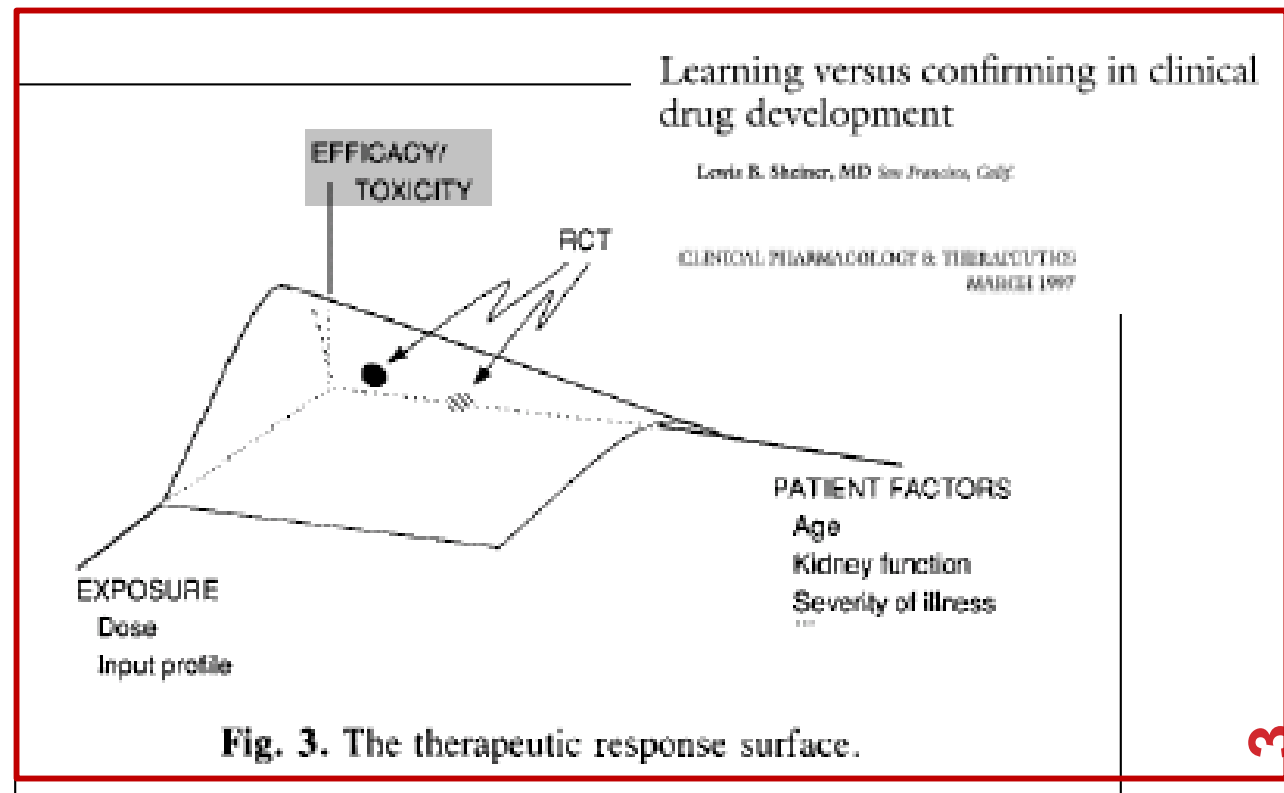 Learning versus confirming in clinical
drug development
Lewis B. Sheiner, MD San Francisco, Calif.
CLINICAL PHARMACOLOGY & THERAPEUTICS
MARCH 1997
EFFICACY/
TOXICITY
RCT
PATIENT FACTORS
Age
Kidney function
Severity of illness
...
EXPOSURE
Dose
Input profile
Fig. 3. The therapeutic response surface.
3